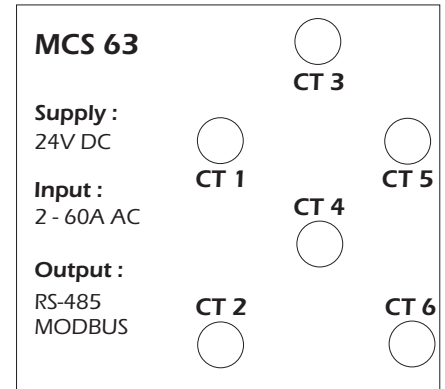 MCS 63
CT 3
Supply :
24V DC
CT 1
CT 5
Input :
2 - 60A AC
CT 4
Output :
RS-485
MODBUS
CT 2
CT 6